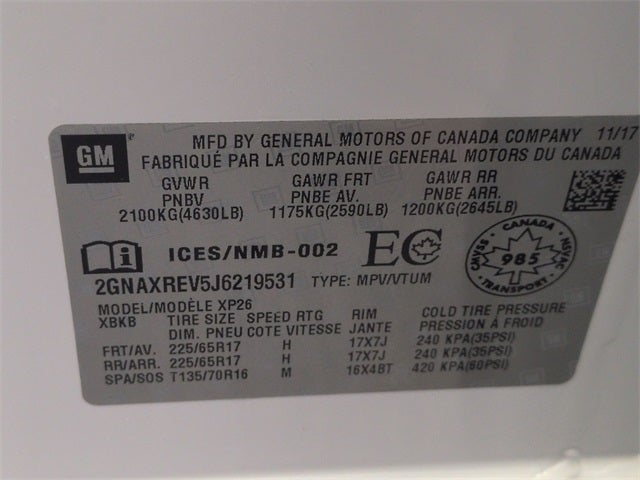 GM
MFD BY GENERAL MOTORS OF CANADA COMPANY 11/17
FABRIQUÉ PAR LA COMPAGNIE GENERAL MOTORS DU CANADA
GVWR GAWR FRT GAWR RR
PNBV PNBE AV. PNBE ARR.
2100KG(4630LB) 1175KG(2590LB) 1200KG(2645LB)
ICES/NMB-002 EC
CANADA
CMVSS 985 NSVAC
TRANSPORT
2GNAXREV5J6219531 TYPE: MPV/VTUM
MODEL/MODÈLE XP26
XBKB TIRE SIZE SPEED RTG RIM COLD TIRE PRESSURE
DIM. PNEU COTE VITESSE JANTE PRESSION À FROID
FRT/AV. 225/65R17 H 17X7J 240 KPA(35PSI)
RR/ARR. 225/65R17 H 17X7J 240 KPA(35PSI)
SPA/SOS T135/70R16 M 16X4BT 420 KPA(60PSI)